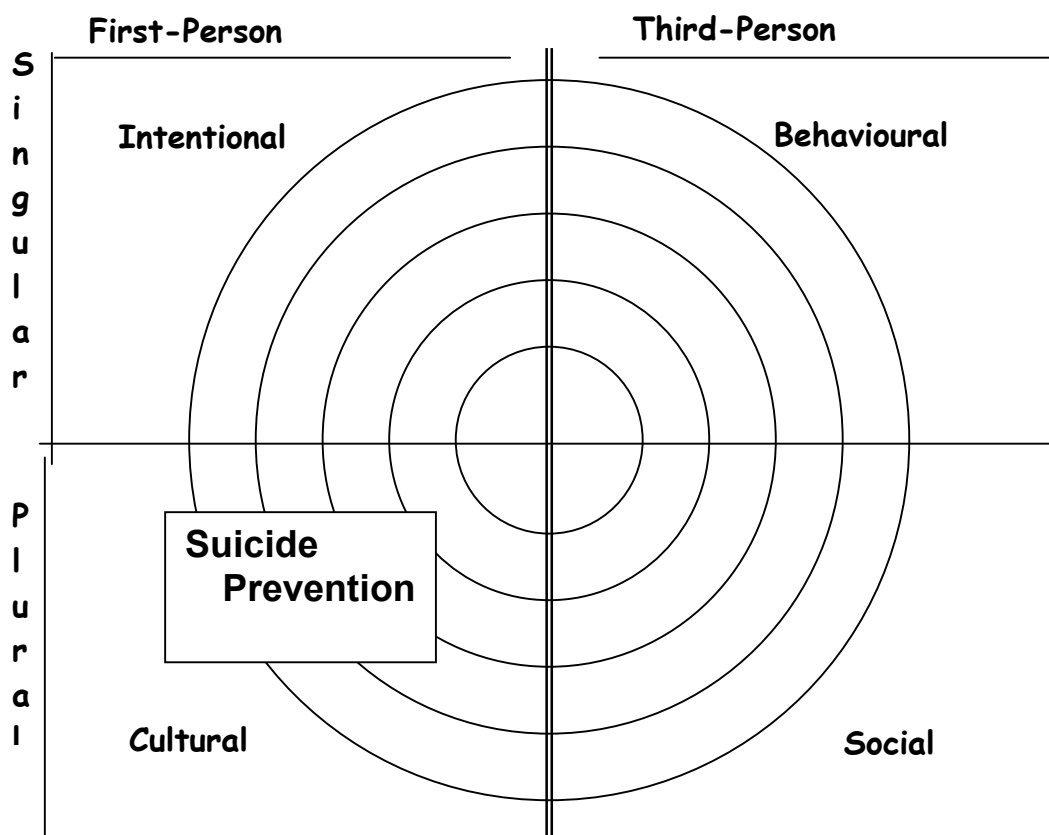 First-Person
Third-Person
Singular
Intentional
Behavioural
Plural
Suicide
Prevention
Cultural
Social